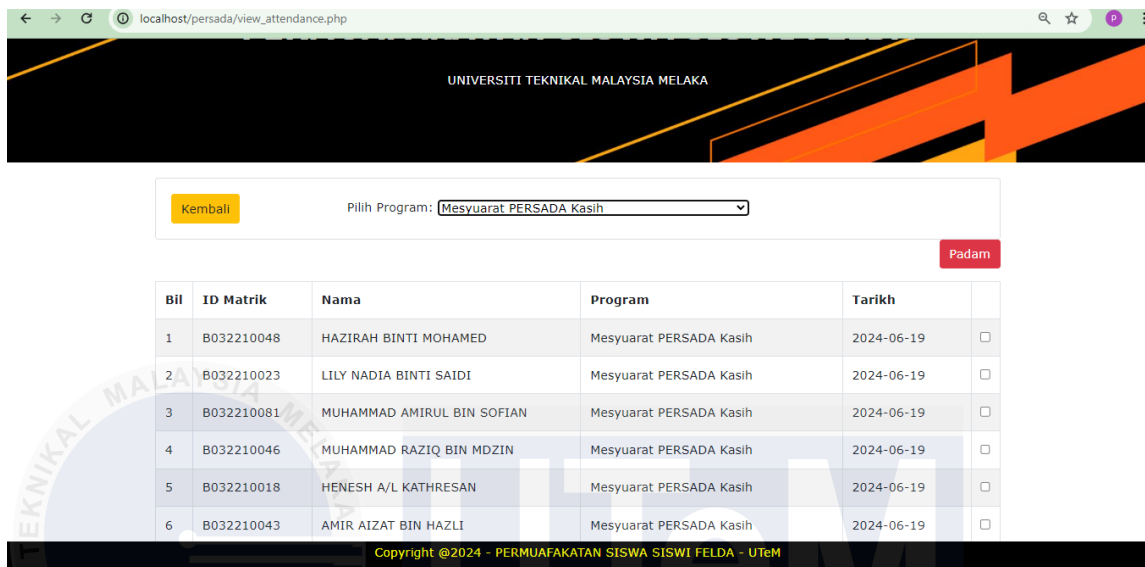 localhost/persada/view_attendance.php
P
UNIVERSITI TEKNIKAL MALAYSIA MELAKA
Kembali
Pilih Program: Mesyuarat PERSADA Kasih
Padam
Bil ID Matrik Nama Program Tarikh
1 B032210048 HAZIRAH BINTI MOHAMED Mesyuarat PERSADA Kasih 2024-06-19
2 B032210023 LILY NADIA BINTI SAIDI Mesyuarat PERSADA Kasih 2024-06-19
3 B032210081 MUHAMMAD AMIRUL BIN SOFIAN Mesyuarat PERSADA Kasih 2024-06-19
4 B032210046 MUHAMMAD RAZIQ BIN MDZIN Mesyuarat PERSADA Kasih 2024-06-19
5 B032210018 HENESH A/L KATHRESAN Mesyuarat PERSADA Kasih 2024-06-19
6 B032210043 AMIR AIZAT BIN HAZLI Mesyuarat PERSADA Kasih 2024-06-19
Copyright @2024 - PERMUAFAKATAN SISWA SISWI FELDA - UTeM
TEKNIKAL MALAYSIA MELAKA
UTeM